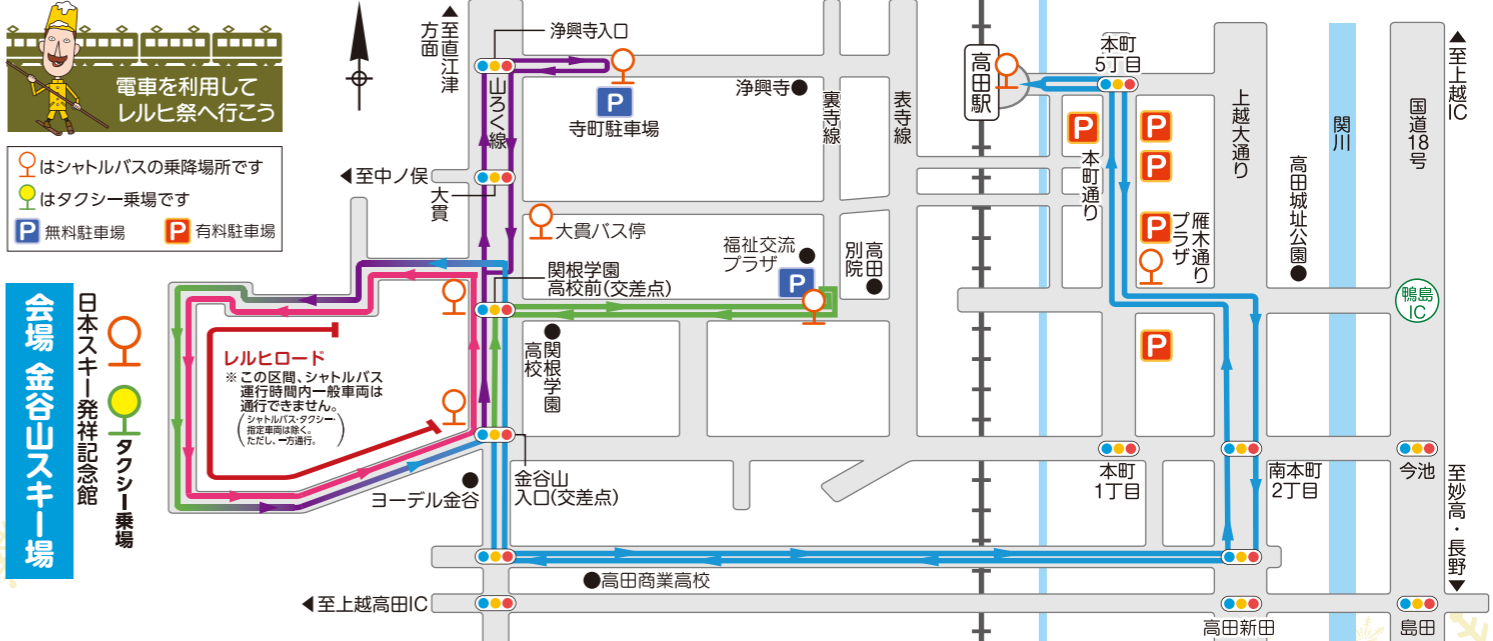 電車を利用して
レルヒ祭へ行こう
はシャトルバスの乗降場所です
はタクシー乗場です
P 無料駐車場
P 有料駐車場
会場 金谷山スキー場
日本スキー発祥記念館
タクシー乗場
▲至直江津方面
浄興寺入口
山ろく線
P
寺町駐車場
◀至中ノ俣
大貫
大貫バス停
浄興寺
裏寺線
表寺線
福祉交流
プラザ
P
高田
別院
関根学園
高校前(交差点)
関根学園
高校
レルヒロード
※この区間、シャトルバス
運行時間内一般車両は
通行できません。
(シャトルバス・タクシー・
指定車両は除く。
ただし、一方通行。)
ヨーデル金谷
金谷山
入口(交差点)
高田商業高校
◀至上越高田IC
高田駅
本町
5丁目
P
P
P
本町通り
P
雁木通り
プラザ
P
上越大通り
高田城址公園
関川
国道18号
▲至上越IC
鴨島
IC
本町
1丁目
南本町
2丁目
今池
至妙高・長野▼
高田新田
島田